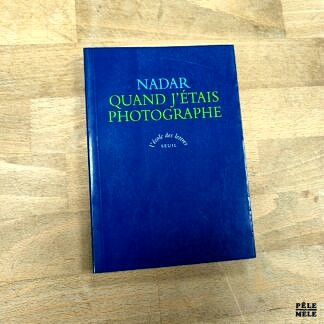 NADAR
QUAND J'ÉTAIS
PHOTOGRAPHE
l'école des lettres
SEUIL
PÊLE
MÊLE